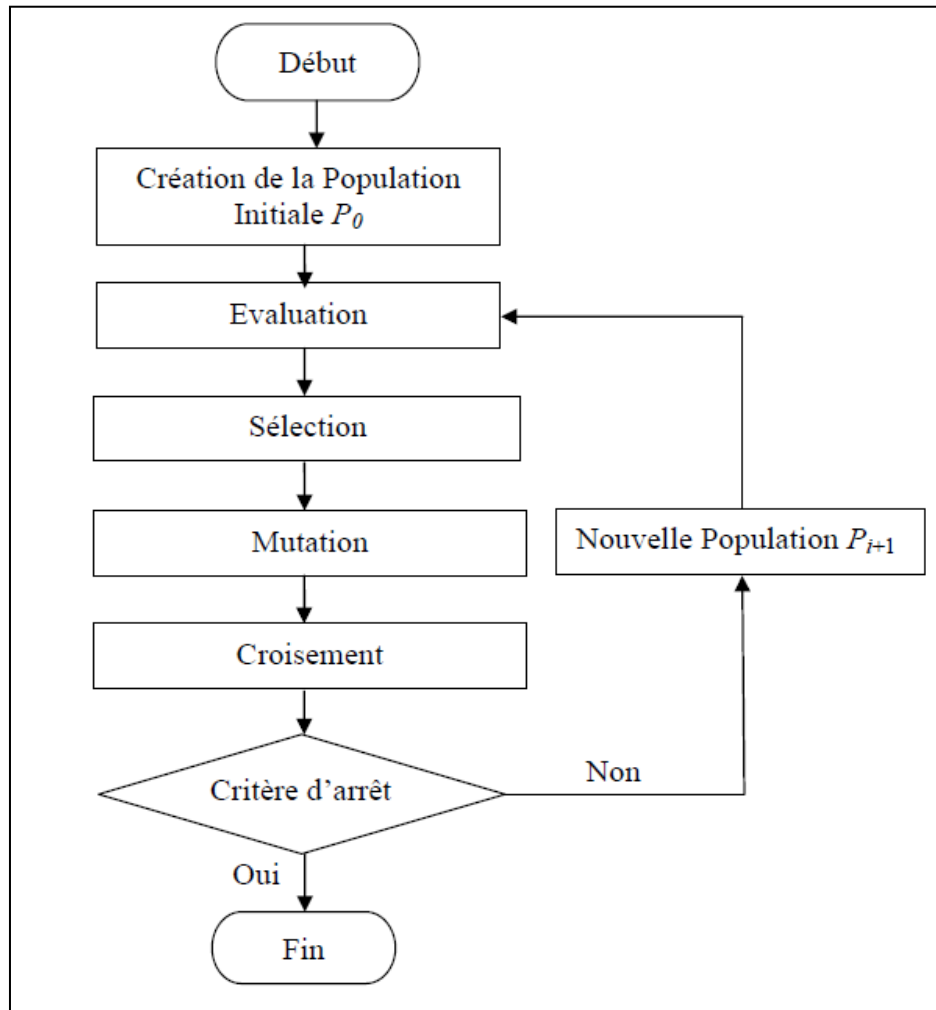 Début
Création de la Population
Initiale P0
Evaluation
Sélection
Mutation
Nouvelle Population Pi+1
Croisement
Critère d’arrêt
Non
Oui
Fin